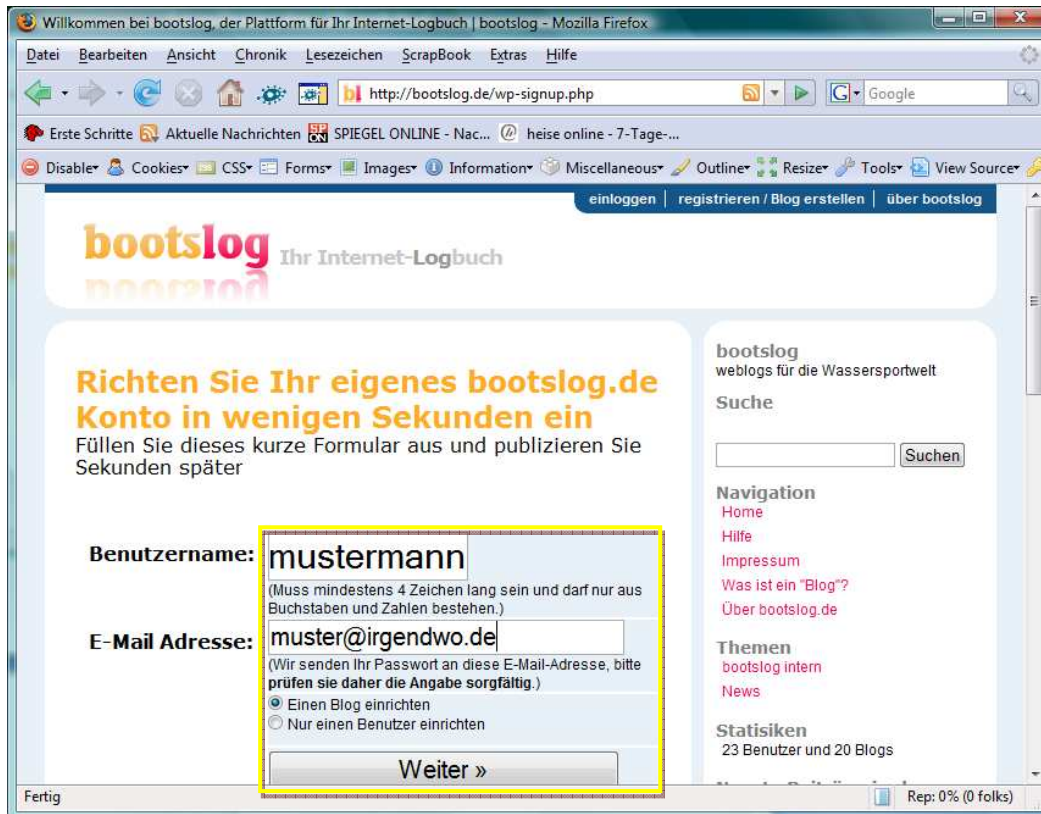 Willkommen bei bootslog, der Plattform für Ihr Internet-Logbuch | bootslog - Mozilla Firefox
Datei Bearbeiten Ansicht Chronik Lesezeichen ScrapBook Extras Hilfe
http://bootslog.de/wp-signup.php
G Google
Erste Schritte Aktuelle Nachrichten SPIEGEL ONLINE - Nac... heise online - 7-Tage-...
Disable Cookies CSS Forms Images Information Miscellaneous Outline Resize Tools View Source
einloggen | registrieren / Blog erstellen | über bootslog
bootslog Ihr Internet-Logbuch
Richten Sie Ihr eigenes bootslog.de
Konto in wenigen Sekunden ein
Füllen Sie dieses kurze Formular aus und publizieren Sie
Sekunden später
Benutzername: mustermann
(Muss mindestens 4 Zeichen lang sein und darf nur aus
Buchstaben und Zahlen bestehen.)
E-Mail Adresse: muster@irgendwo.de
(Wir senden Ihr Passwort an diese E-Mail-Adresse, bitte
prüfen sie daher die Angabe sorgfältig.)
Einen Blog einrichten
Nur einen Benutzer einrichten
Weiter »
bootslog
weblogs für die Wassersportwelt
Suche
Suchen
Navigation
Home
Hilfe
Impressum
Was ist ein "Blog"?
Über bootslog.de
Themen
bootslog intern
News
Statisiken
23 Benutzer und 20 Blogs
Fertig
Rep: 0% (0 folks)